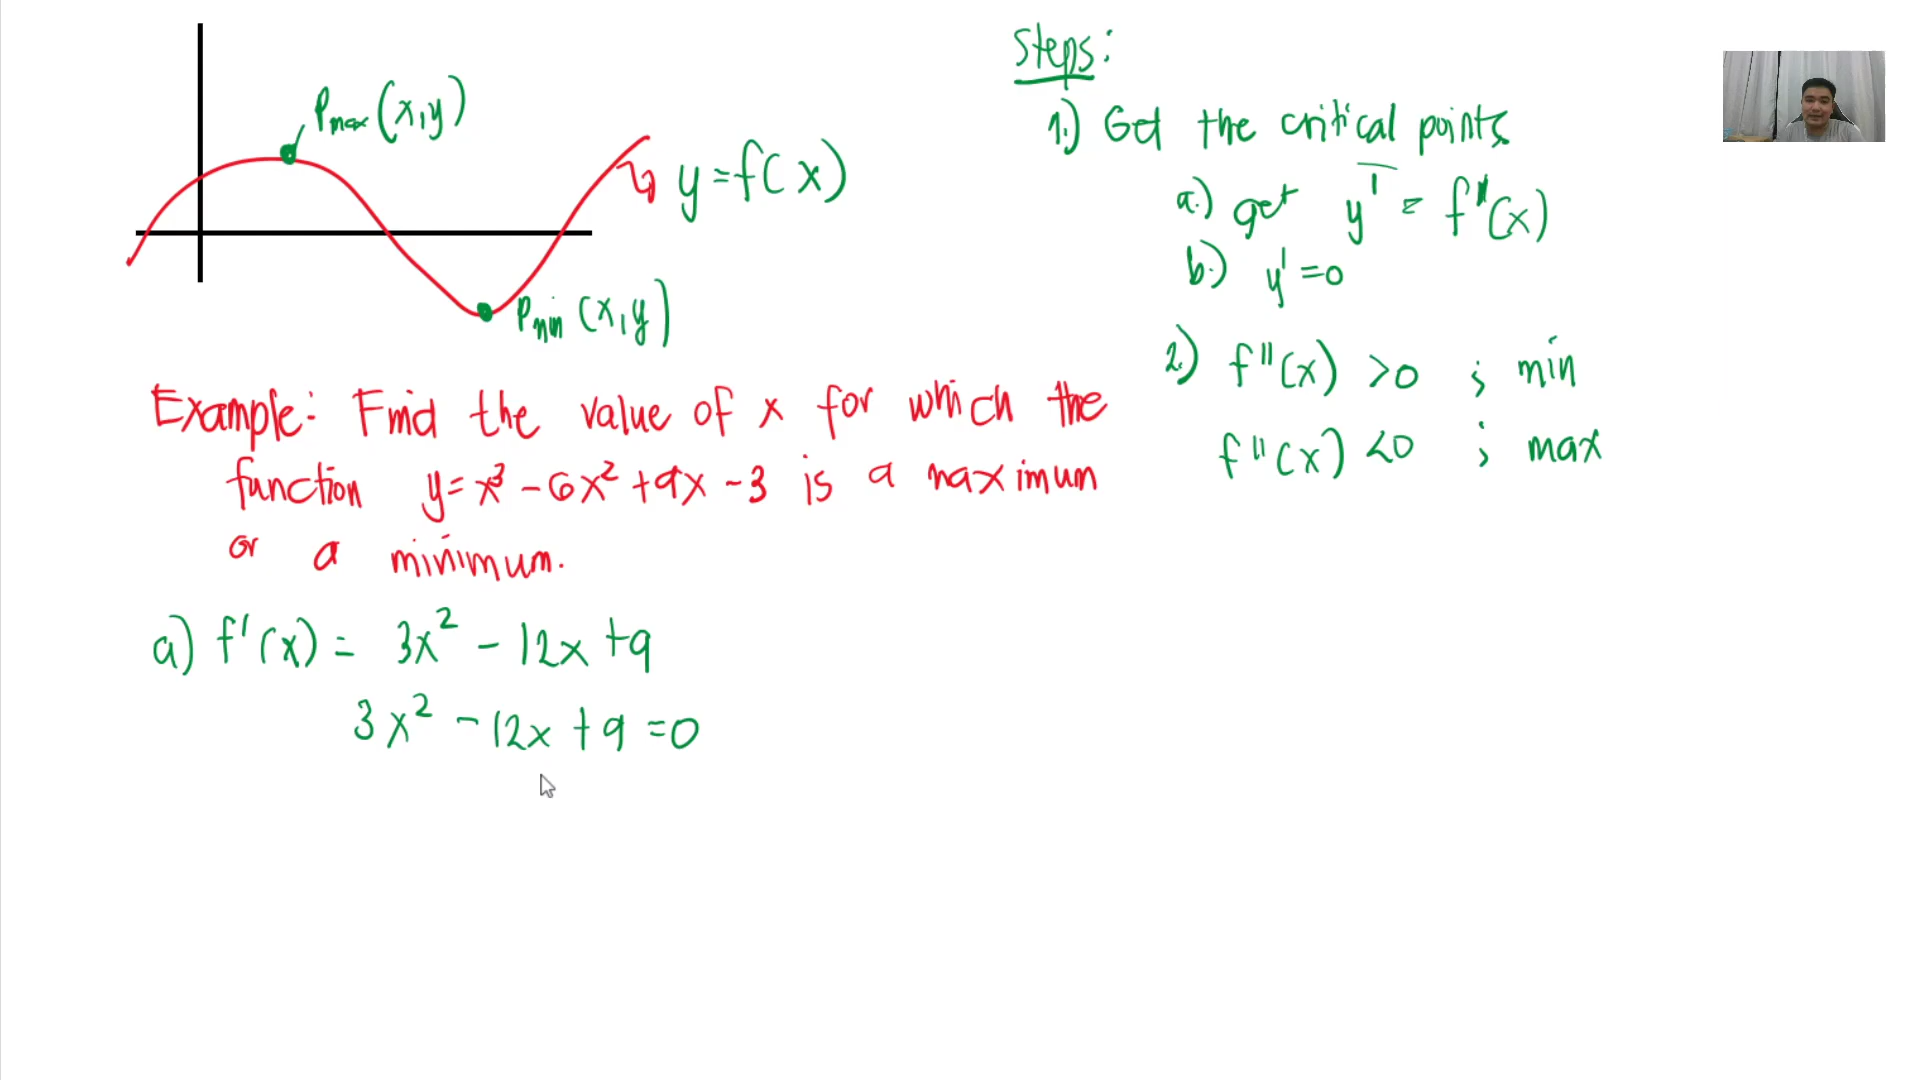 Pmax (x,y)
y=f(x)
Pmin (x,y)
Steps:
1.) Get the critical points
a.) get y' = f'(x)
b.) y'=0
2.) f''(x) >0 ; min
f''(x) <0 ; max
Example: Find the value of x for which the
function y= x³ - 6x² +9x -3 is a maximum
or a minimum.
a) f'(x) = 3x² - 12x +9
3x² - 12x + 9 =0